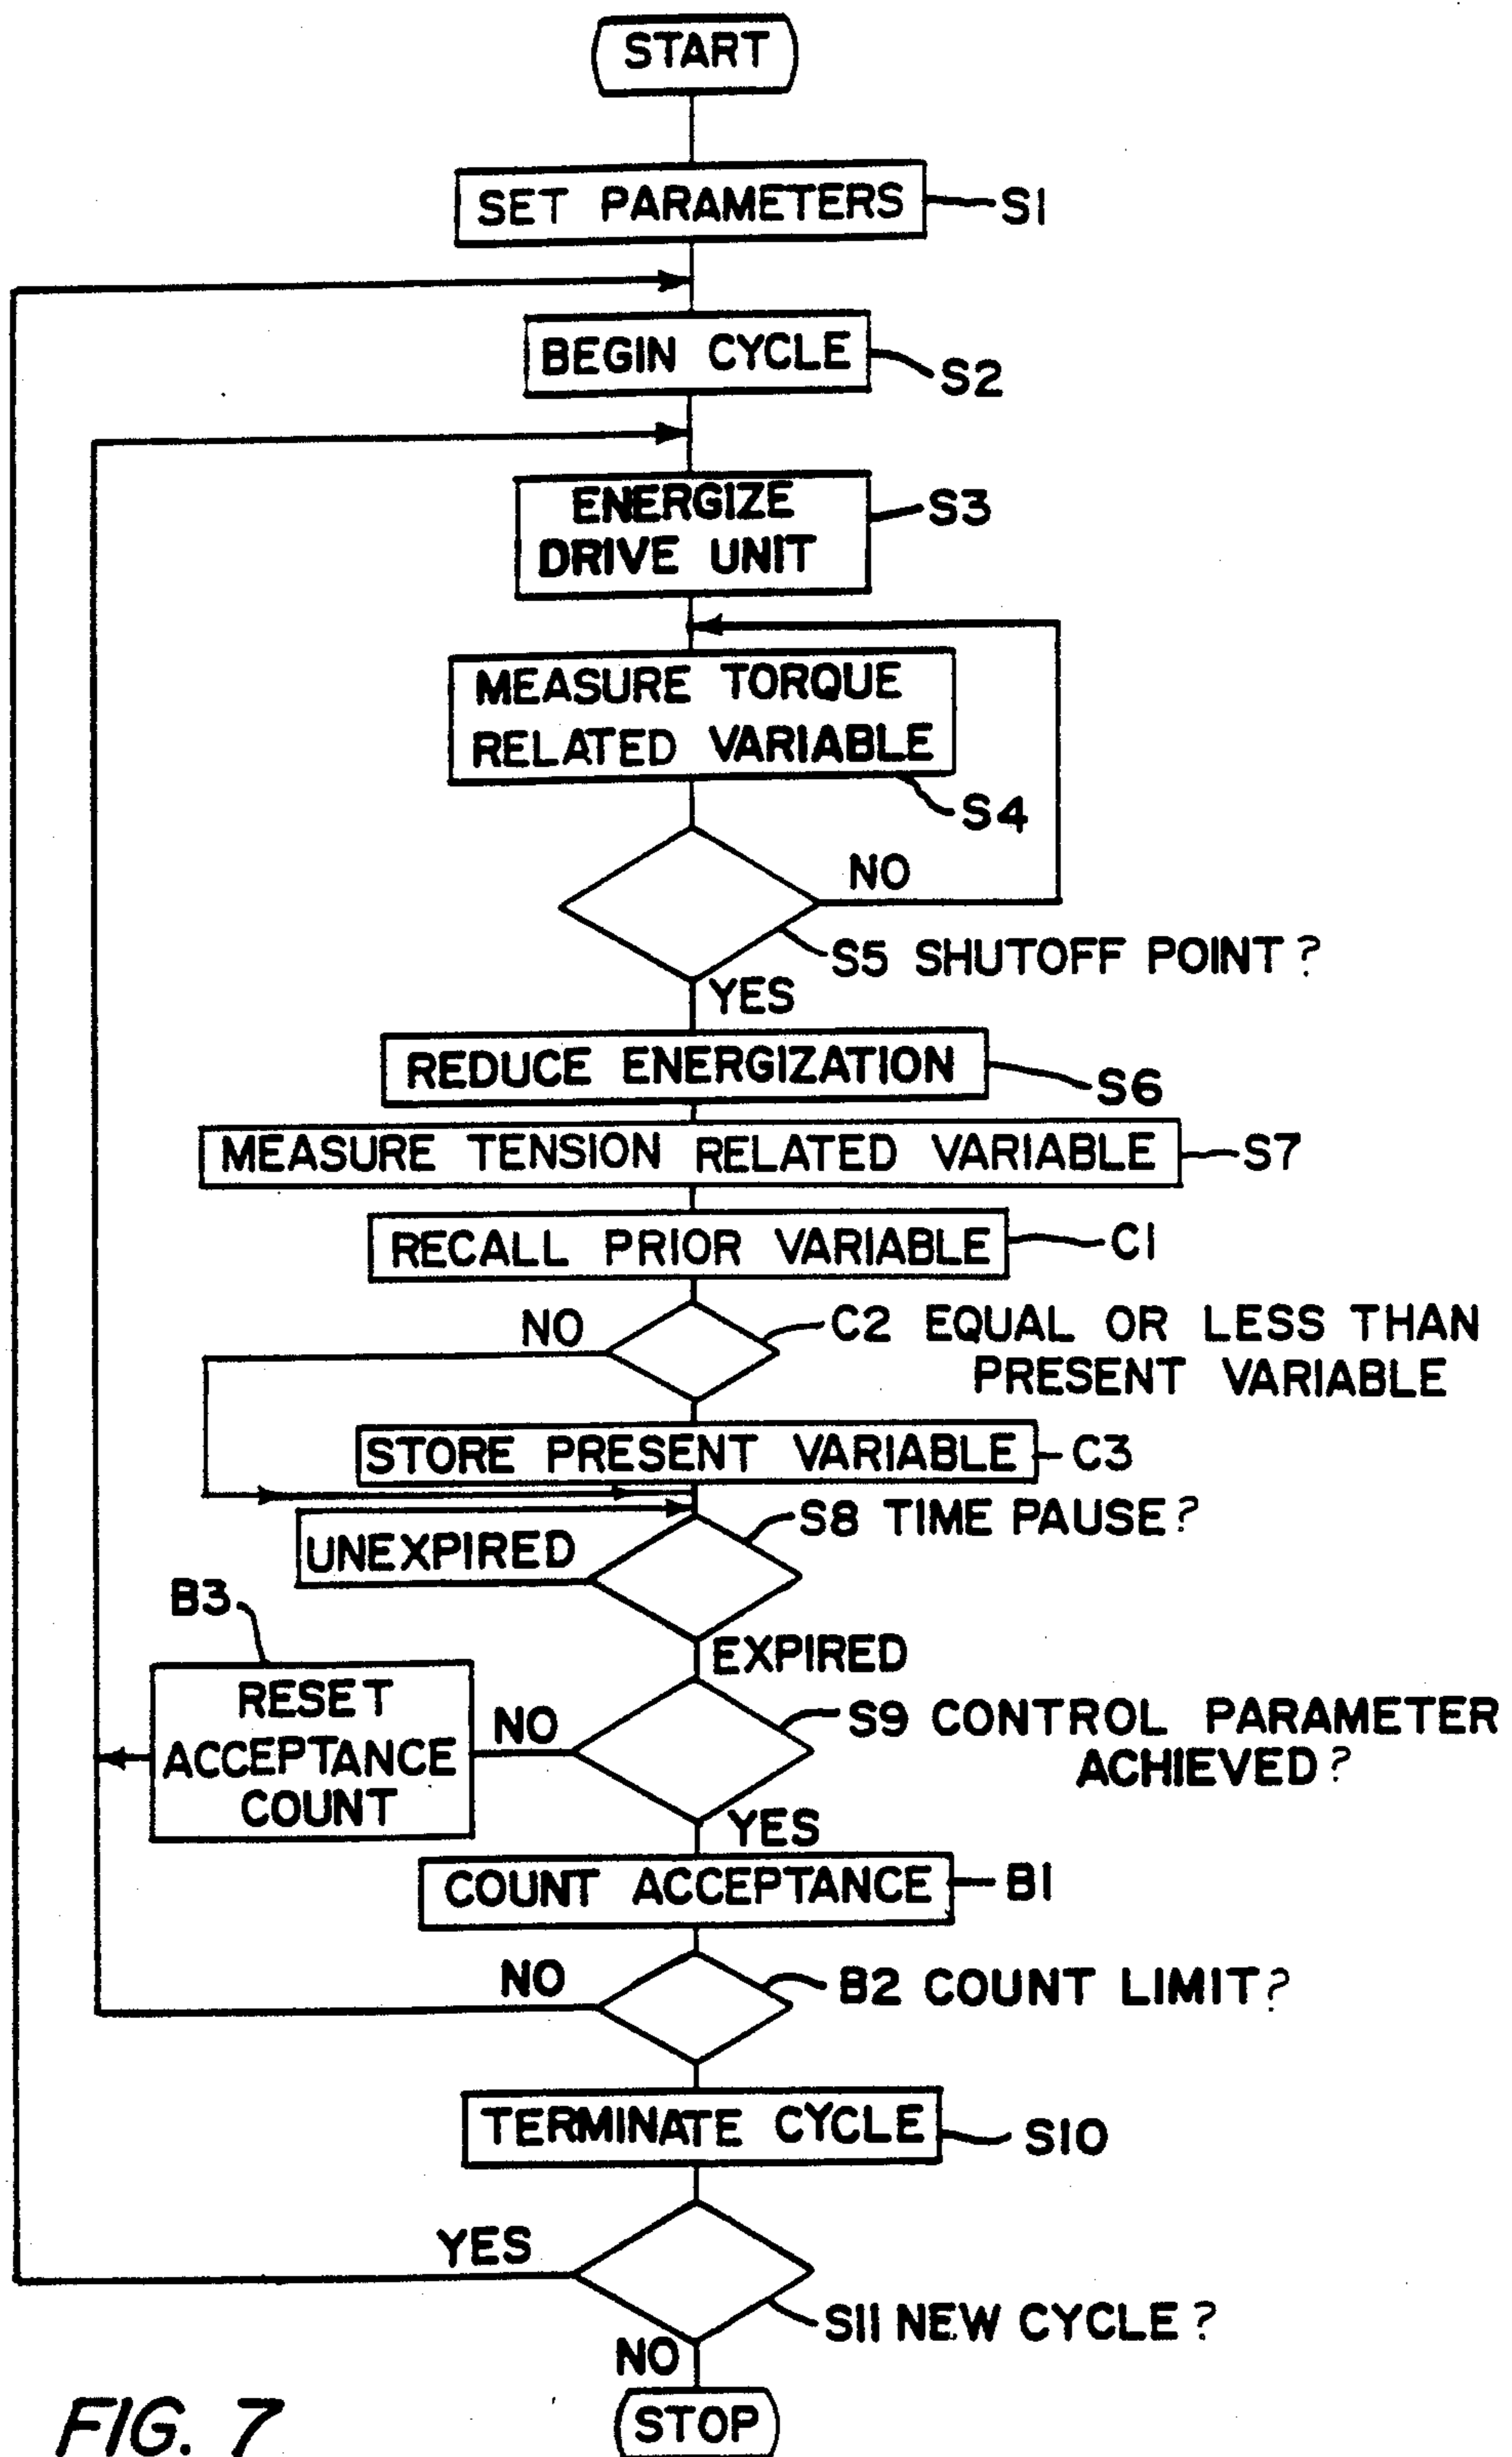 START
SET PARAMETERS
S1
BEGIN CYCLE
S2
ENERGIZE
DRIVE UNIT
S3
MEASURE TORQUE
RELATED VARIABLE
S4
NO
S5 SHUTOFF POINT?
YES
REDUCE ENERGIZATION
S6
MEASURE TENSION RELATED VARIABLE
S7
RECALL PRIOR VARIABLE
C1
NO
C2 EQUAL OR LESS THAN
PRESENT VARIABLE
STORE PRESENT VARIABLE
C3
S8 TIME PAUSE?
UNEXPIRED
B3
EXPIRED
RESET
ACCEPTANCE
COUNT
NO
S9 CONTROL PARAMETER
ACHIEVED?
YES
COUNT ACCEPTANCE
B1
NO
B2 COUNT LIMIT?
TERMINATE CYCLE
S10
YES
S11 NEW CYCLE?
NO
STOP
FIG. 7